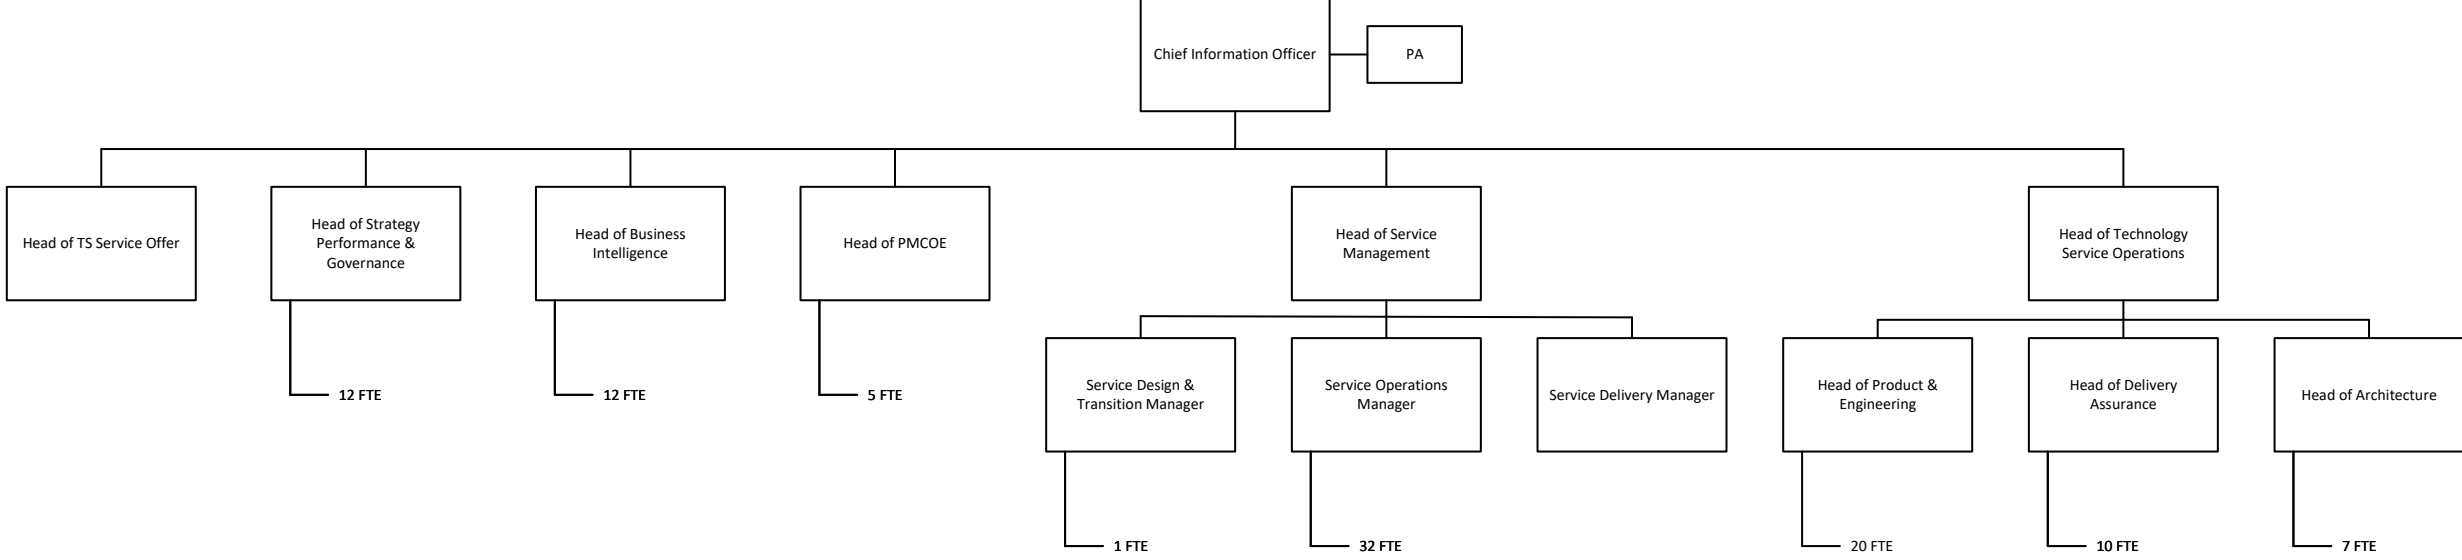 Chief Information Officer
PA
Head of TS Service Offer
Head of Strategy
Performance &
Governance
Head of Business
Intelligence
Head of PMCOE
Head of Service
Management
Head of Technology
Service Operations
12 FTE
12 FTE
5 FTE
Service Design &
Transition Manager
Service Operations
Manager
Service Delivery Manager
Head of Product &
Engineering
Head of Delivery
Assurance
Head of Architecture
1 FTE
32 FTE
20 FTE
10 FTE
7 FTE